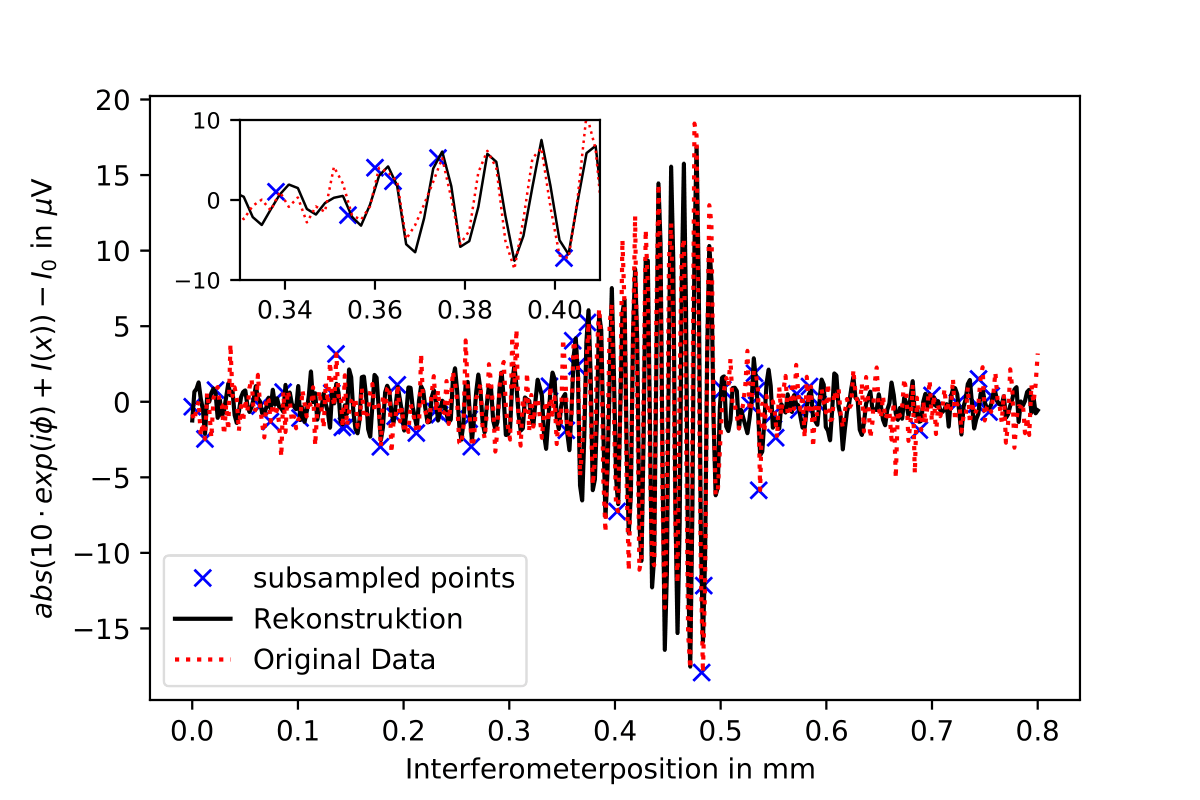 abs(10 · exp(iϕ) + I(x)) − I₀ in µV
20
15
10
5
0
−5
−10
−15
10
0
−10
0.34 0.36 0.38 0.40
subsampled points
Rekonstruktion
Original Data
0.0 0.1 0.2 0.3 0.4 0.5 0.6 0.7 0.8
Interferometerposition in mm